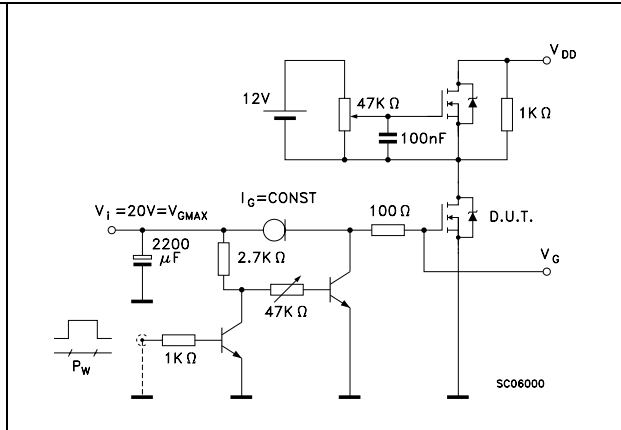 V_DD
12V
47K Ω
1K Ω
100nF
V_i =20V=V_GMAX
I_G=CONST
100 Ω
D.U.T.
2200
μF
2.7K Ω
V_G
47K Ω
1K Ω
P_W
SC06000